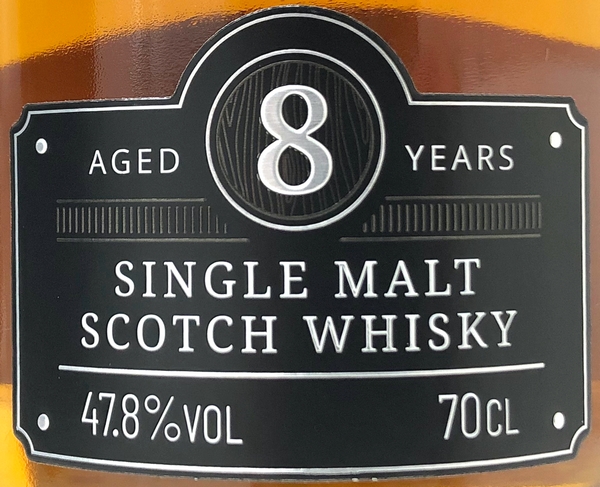 AGED 8 YEARS
SINGLE MALT
SCOTCH WHISKY
47.8%VOL 70CL